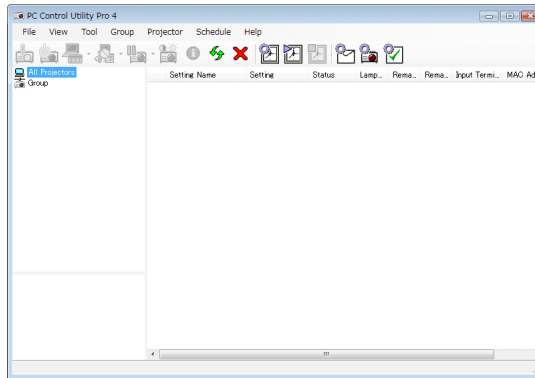 PC Control Utility Pro 4
File View Tool Group Projector Schedule Help
All Projectors
Group
Setting Name Setting Status Lamp... Rema... Rema... Input Termi... MAC Ad